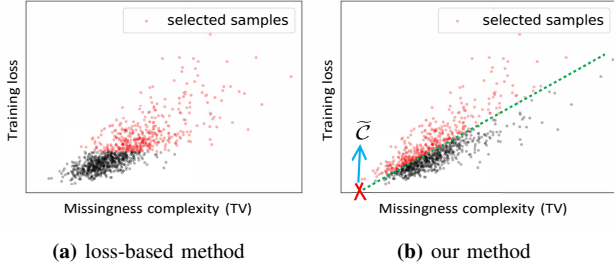 selected samples
Training loss
Missingness complexity (TV)
(a) loss-based method
selected samples
Training loss
C̃
Missingness complexity (TV)
(b) our method